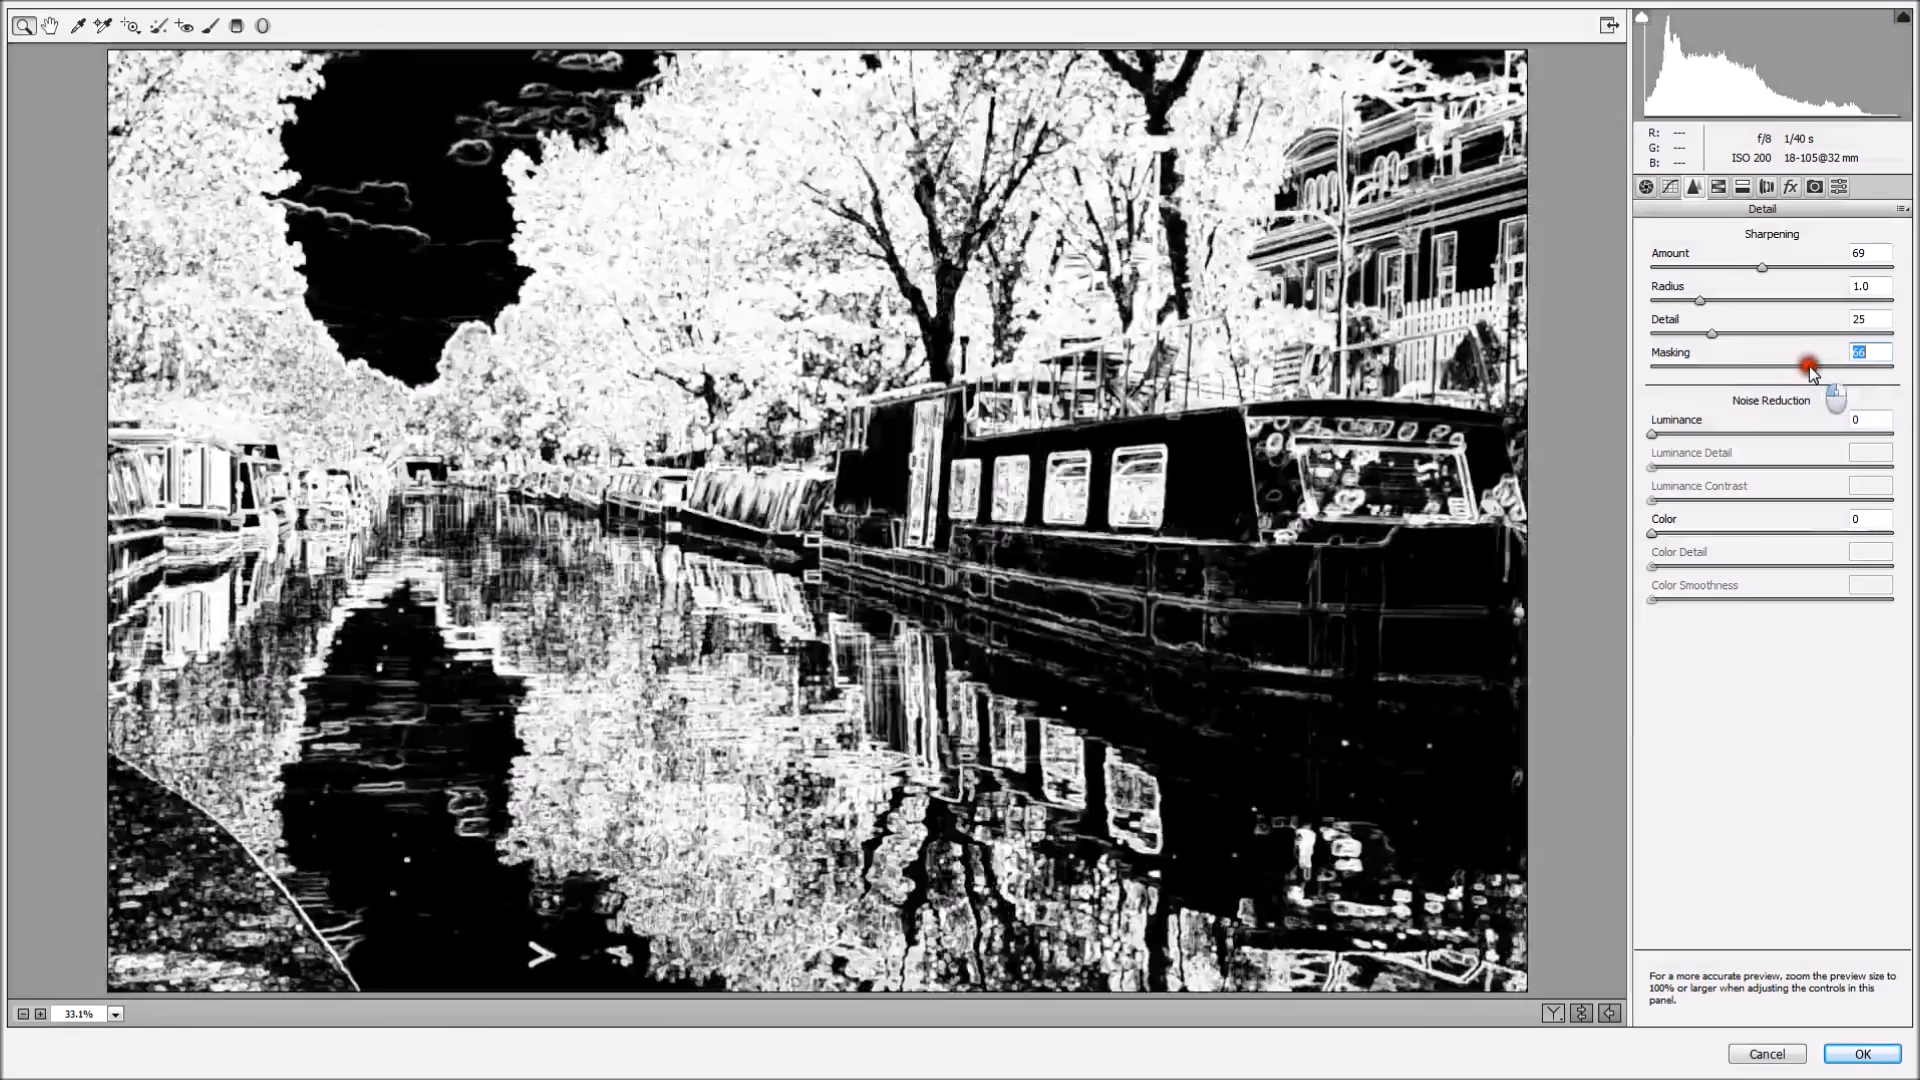 R: ---
G: ---
B: ---
f/8 1/40 s
ISO 200 18-105@32 mm
fx
Detail
Sharpening
Amount 69
Radius 1.0
Detail 25
Masking 66
Noise Reduction
Luminance 0
Luminance Detail
Luminance Contrast
Color 0
Color Detail
Color Smoothness
For a more accurate preview, zoom the preview size to
100% or larger when adjusting the controls in this
panel.
33.1%
Y
Cancel OK